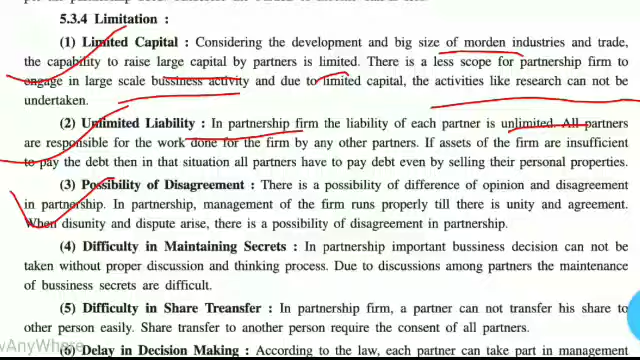 5.3.4 Limitation :
(1) Limited Capital : Considering the development and big size of morden industries and trade,
the capability to raise large capital by partners is limited. There is a less scope for partnership firm to
engage in large scale bussiness activity and due to limited capital, the activities like research can not be
undertaken.
(2) Unlimited Liability : In partnership firm the liability of each partner is unlimited. All partners
are responsible for the work done for the firm by any other partners. If assets of the firm are insufficient
to pay the debt then in that situation all partners have to pay debt even by selling their personal properties.
(3) Possibility of Disagreement : There is a possibility of difference of opinion and disagreement
in partnership. In partnership, management of the firm runs properly till there is unity and agreement.
When disunity and dispute arise, there is a possibility of disagreement in partnership.
(4) Difficulty in Maintaining Secrets : In partnership important bussiness decision can not be
taken without proper discussion and thinking process. Due to discussions among partners the maintenance
of bussiness secrets are difficult.
(5) Difficulty in Share Treansfer : In partnership firm, a partner can not transfer his share to
other person easily. Share transfer to another person require the consent of all partners.
(6) Delay in Decision Making : According to the law, each partner can take part in management
wAnyWhere